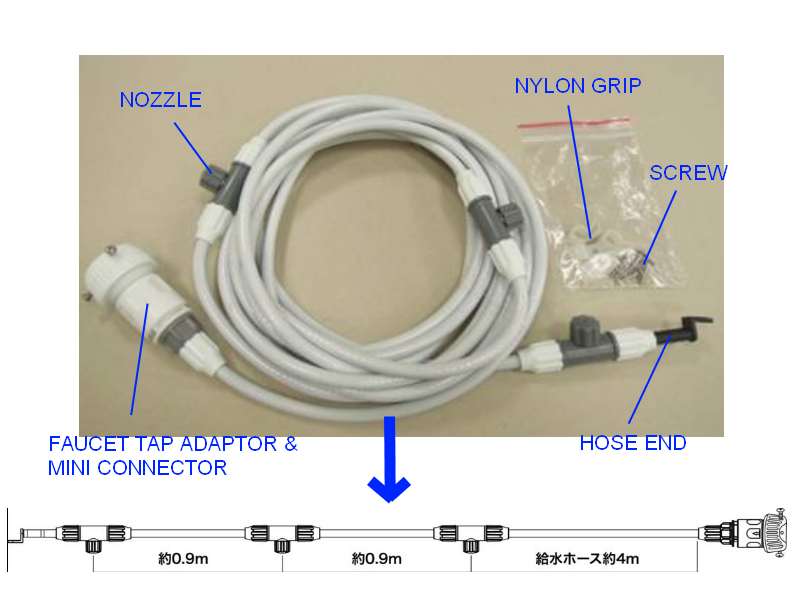 NOZZLE
NYLON GRIP
SCREW
FAUCET TAP ADAPTOR &
MINI CONNECTOR
HOSE END
約0.9m
約0.9m
給水ホース約4m